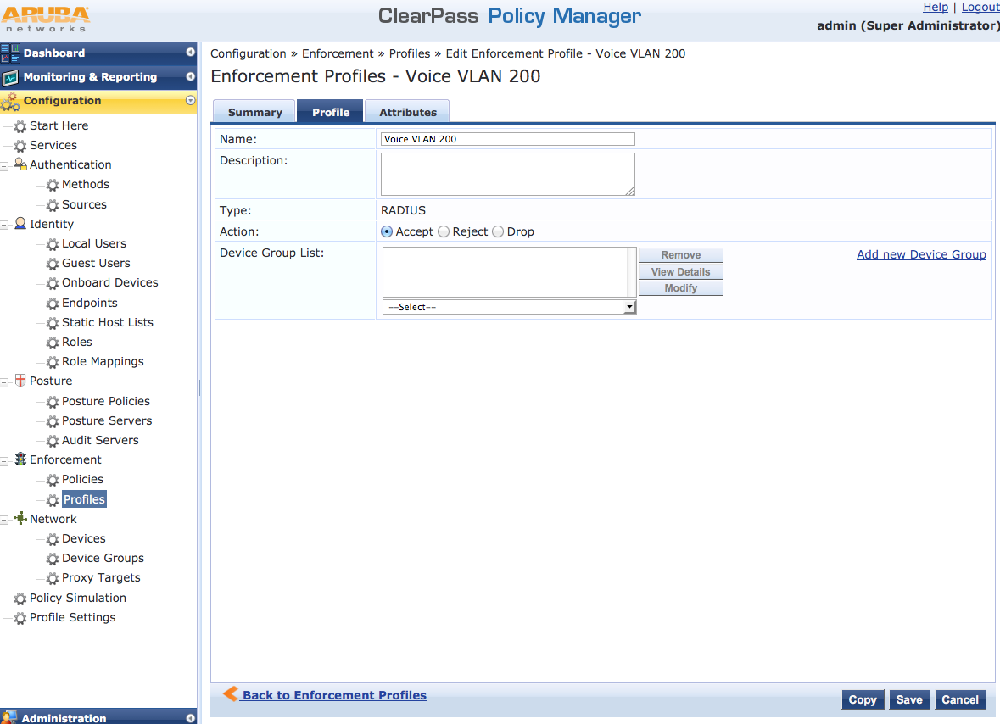 ARUBA
networks
ClearPass Policy Manager
Help | Logout
admin (Super Administrator)
Dashboard
Monitoring & Reporting
Configuration
Start Here
Services
Authentication
Methods
Sources
Identity
Local Users
Guest Users
Onboard Devices
Endpoints
Static Host Lists
Roles
Role Mappings
Posture
Posture Policies
Posture Servers
Audit Servers
Enforcement
Policies
Profiles
Network
Devices
Device Groups
Proxy Targets
Policy Simulation
Profile Settings
Administration
Configuration » Enforcement » Profiles » Edit Enforcement Profile - Voice VLAN 200
Enforcement Profiles - Voice VLAN 200
Summary Profile Attributes
Name: Voice VLAN 200
Description:
Type: RADIUS
Action: Accept Reject Drop
Device Group List: Remove Add new Device Group
View Details
Modify
--Select--
Back to Enforcement Profiles Copy Save Cancel